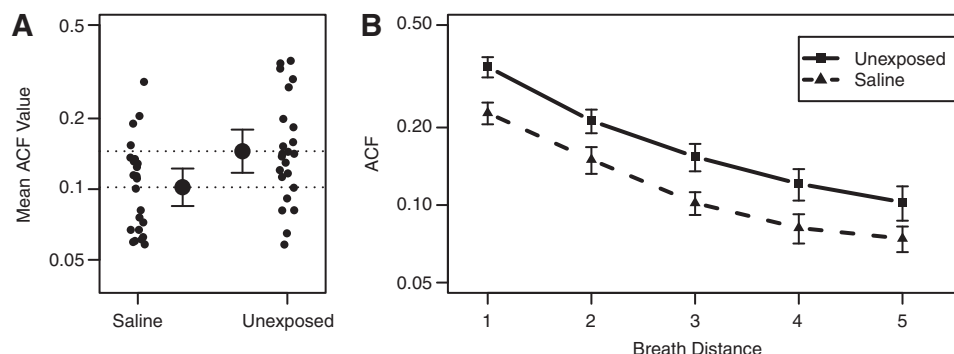 A
Mean ACF Value
0.5
0.2
0.1
0.05
Saline
Unexposed
B
ACF
0.50
0.20
0.10
0.05
Unexposed
Saline
1 2 3 4 5
Breath Distance